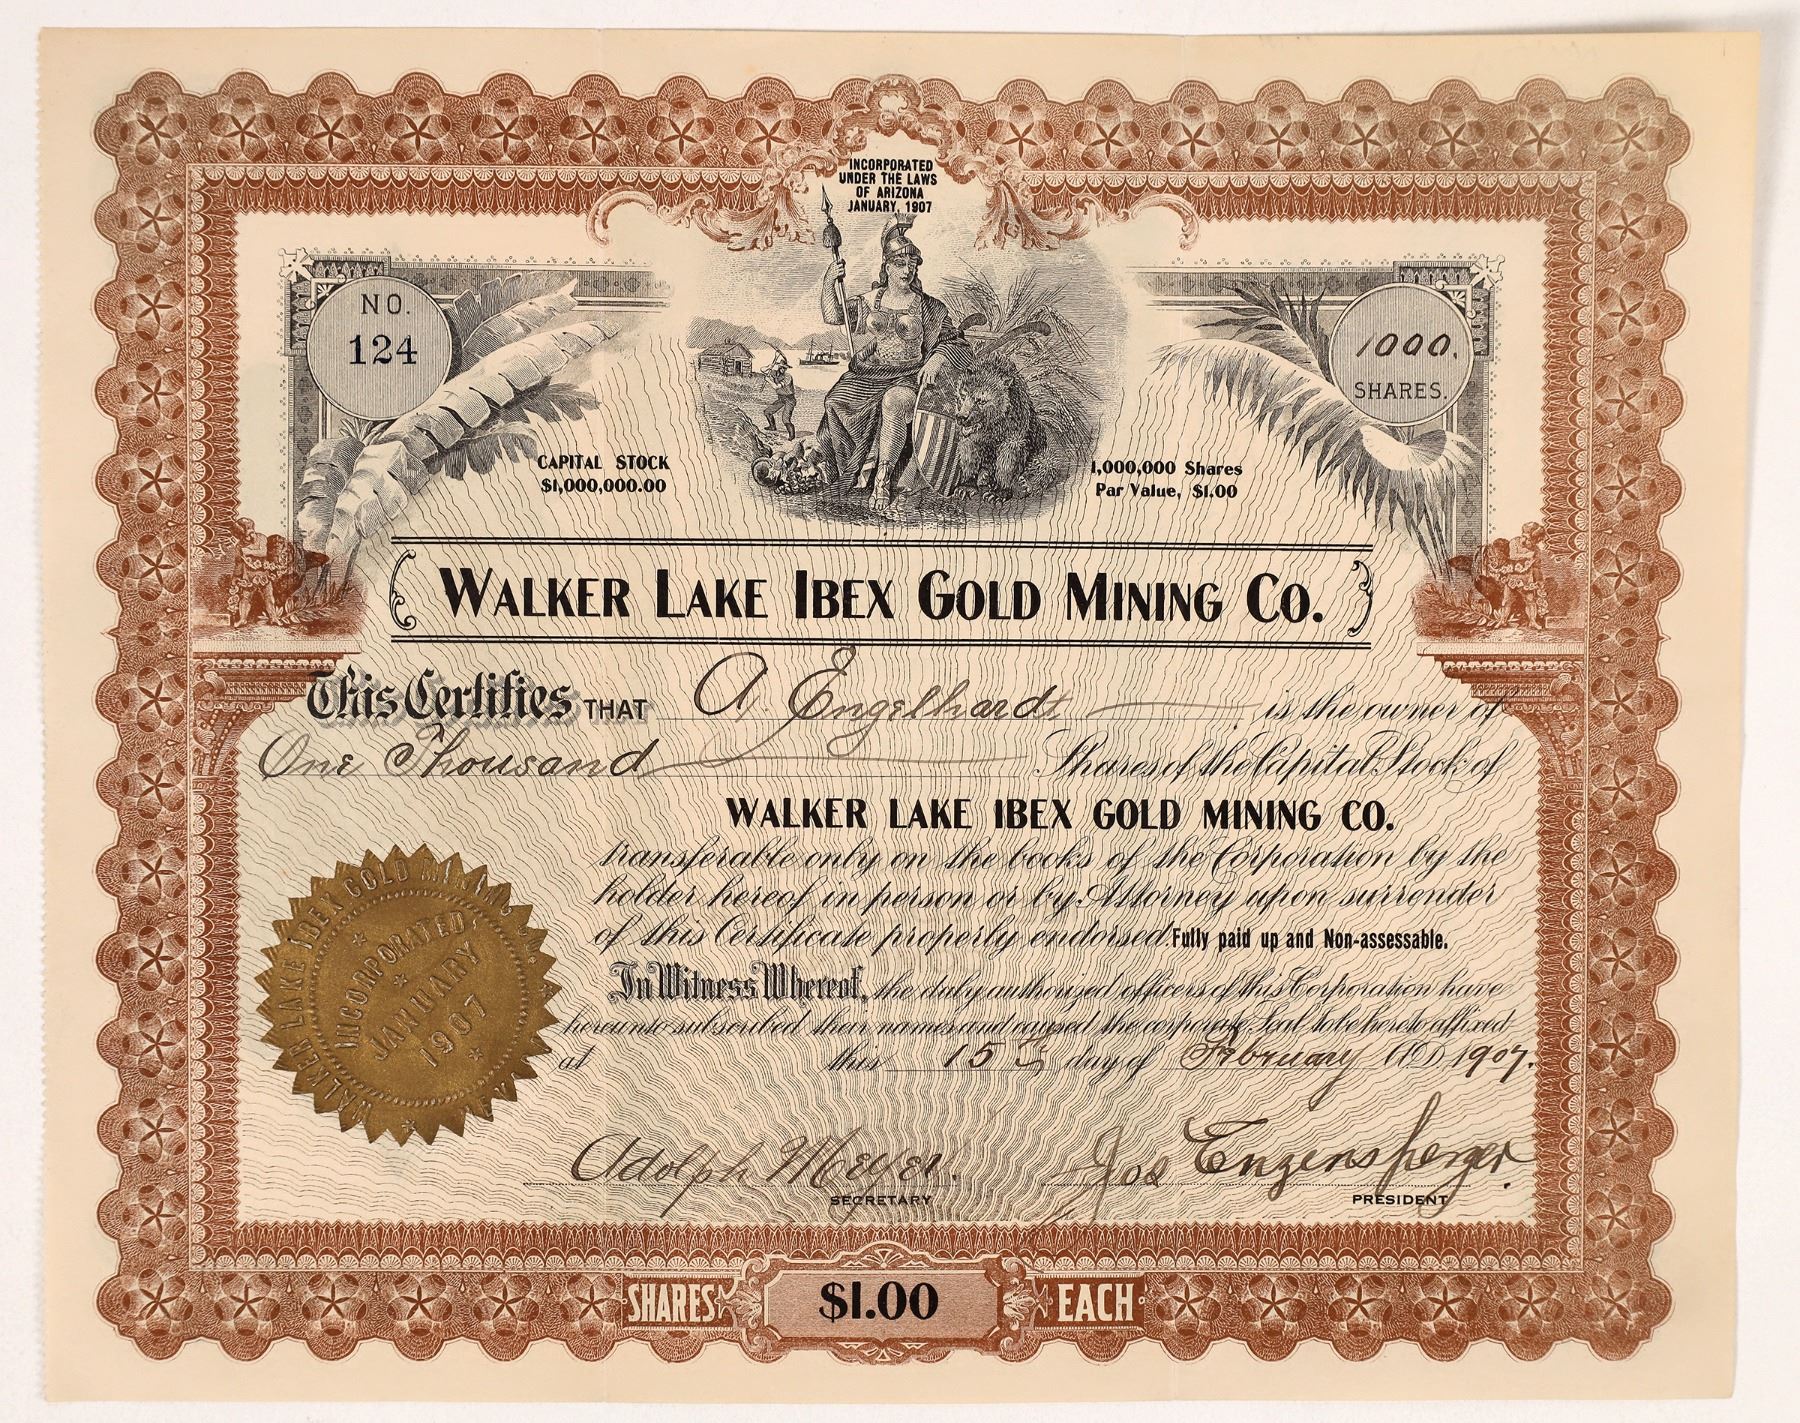 INCORPORATED
UNDER THE LAWS
OF ARIZONA
JANUARY, 1907
NO.
124
1000.
SHARES.
CAPITAL STOCK
$1,000,000.00
1,000,000 Shares
Par Value, $1.00
WALKER LAKE IBEX GOLD MINING CO.
This Certifies THAT A. Engelhardt is the owner of
One Thousand Shares of the Capital Stock of
WALKER LAKE IBEX GOLD MINING CO.
transferable only on the books of the Corporation by the
holder hereof in person or by Attorney upon surrender
of this Certificate properly endorsed. Fully paid up and Non-assessable.
In Witness Whereof, the duly authorized officers of this Corporation have
hereunto subscribed their names and caused the corporate Seal to be hereto affixed
at this 15th day of February A.D. 1907.
WALKER LAKE IBEX GOLD MINING CO.
INCORPORATED
JANUARY
1907
Adolph Meyer.
SECRETARY
Jos Enzensperger.
PRESIDENT
SHARES $1.00 EACH